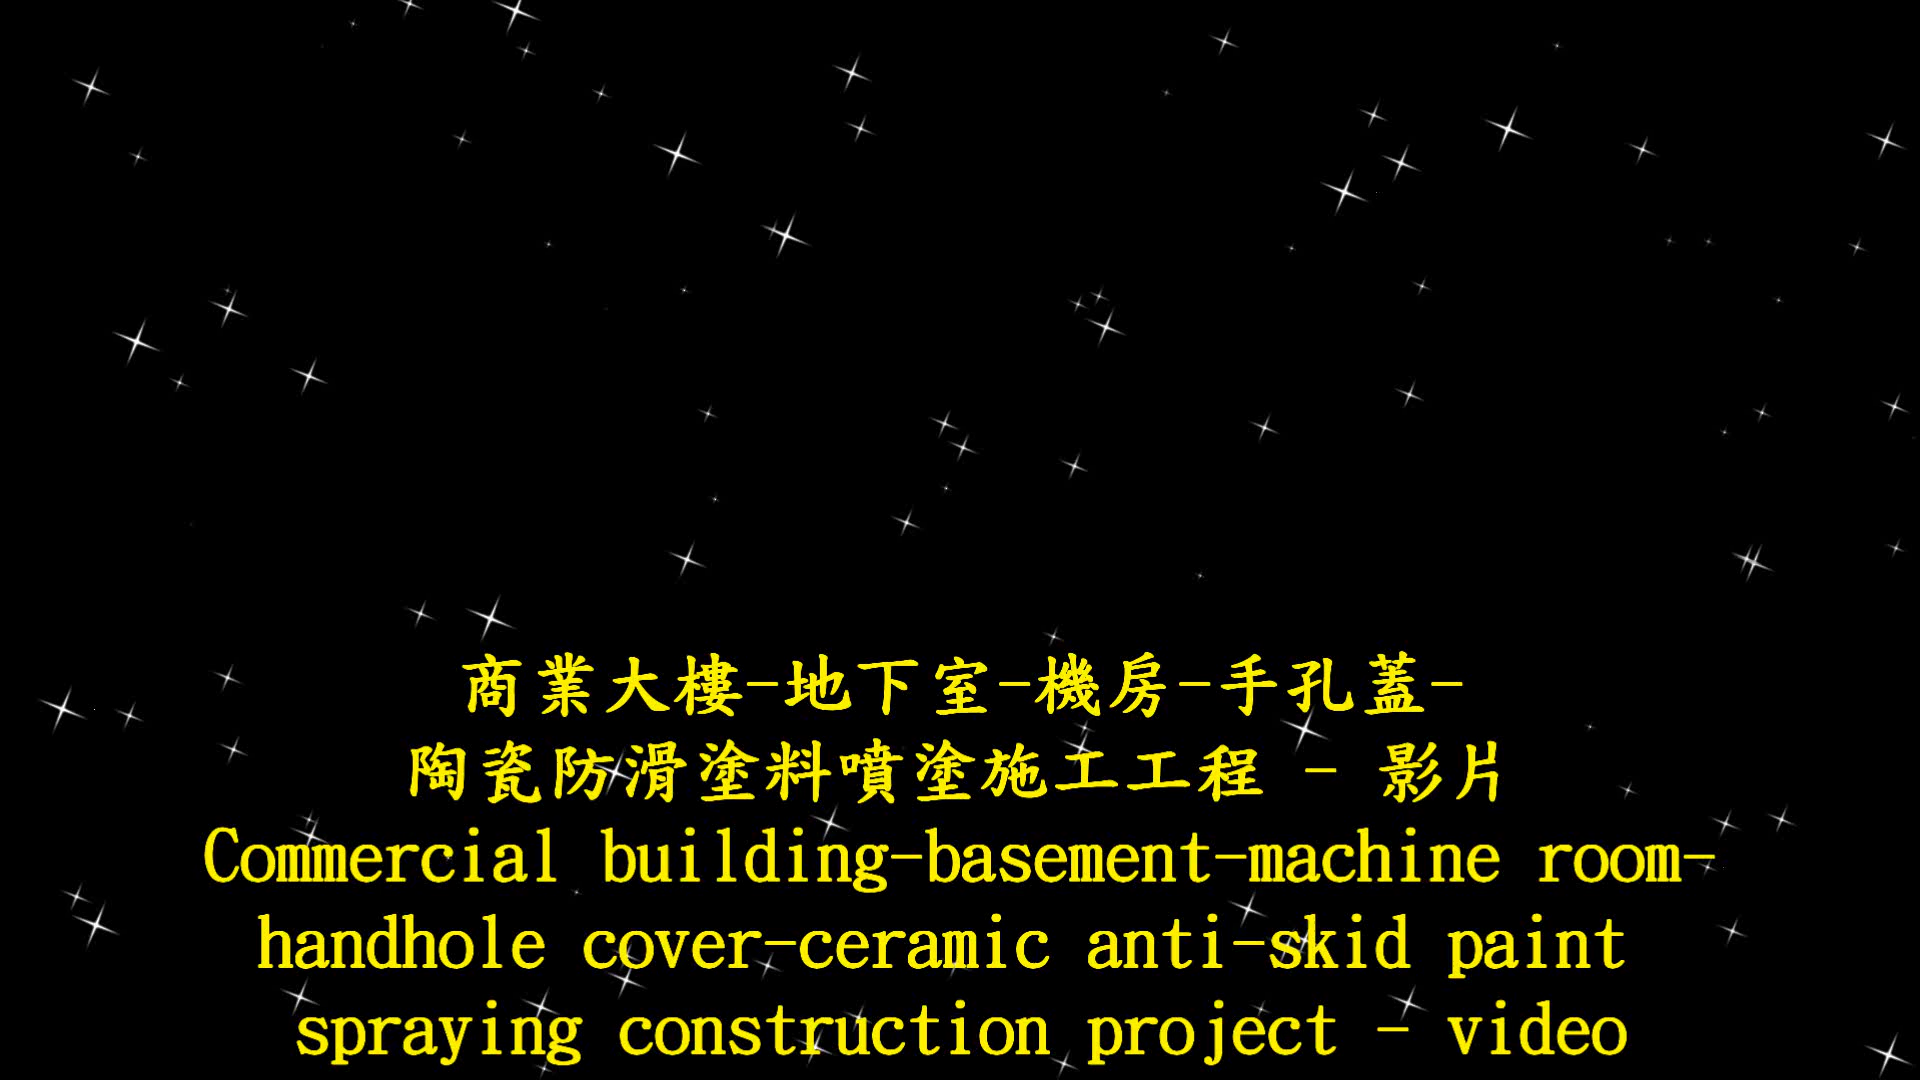 商業大樓-地下室-機房-手孔蓋-
陶瓷防滑塗料噴塗施工工程 - 影片
Commercial building-basement-machine room-
handhole cover-ceramic anti-skid paint
spraying construction project - video